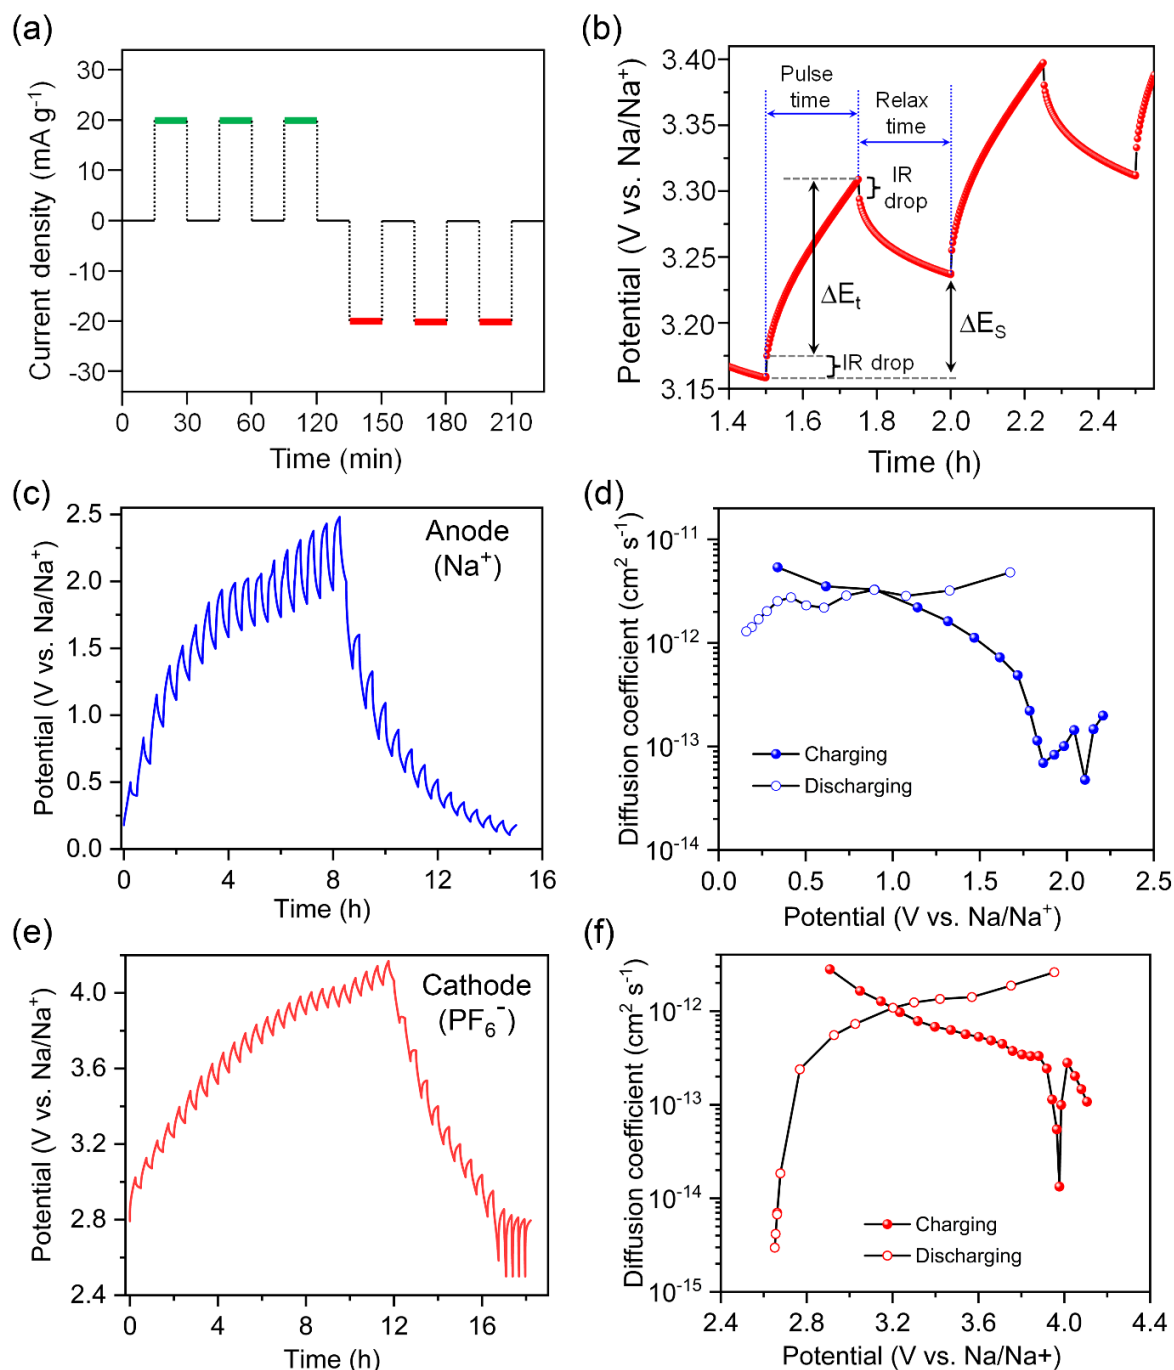 (a)
30
20
10
0
-10
-20
-30
Current density (mA g⁻¹)
0 30 60 120 150 180 210
Time (min)
(b)
3.40
3.35
3.30
3.25
3.20
3.15
Potential (V vs. Na/Na⁺)
Pulse
time
Relax
time
IR
drop
ΔEₜ
ΔE_S
IR drop
1.4 1.6 1.8 2.0 2.2 2.4
Time (h)
(c)
2.5
2.0
1.5
1.0
0.5
0.0
Potential (V vs. Na/Na⁺)
Anode
(Na⁺)
0 4 8 12 16
Time (h)
(d)
10⁻¹¹
10⁻¹²
10⁻¹³
10⁻¹⁴
Diffusion coefficient (cm² s⁻¹)
Charging
Discharging
0.0 0.5 1.0 1.5 2.0 2.5
Potential (V vs. Na/Na⁺)
(e)
4.0
3.6
3.2
2.8
2.4
Potential (V vs. Na/Na⁺)
Cathode
(PF₆⁻)
0 4 8 12 16
Time (h)
(f)
10⁻¹²
10⁻¹³
10⁻¹⁴
10⁻¹⁵
Diffusion coefficient (cm² s⁻¹)
Charging
Discharging
2.4 2.8 3.2 3.6 4.0 4.4
Potential (V vs. Na/Na+)